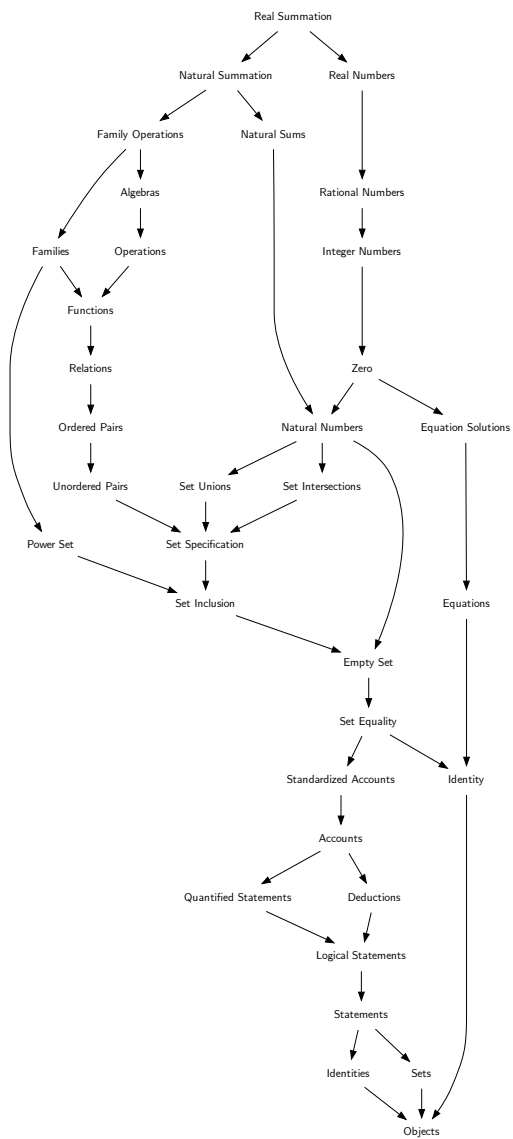 Real Summation
Natural Summation
Real Numbers
Family Operations
Natural Sums
Algebras
Rational Numbers
Families
Operations
Integer Numbers
Functions
Relations
Zero
Ordered Pairs
Natural Numbers
Equation Solutions
Unordered Pairs
Set Unions
Set Intersections
Power Set
Set Specification
Set Inclusion
Equations
Empty Set
Set Equality
Standardized Accounts
Identity
Accounts
Quantified Statements
Deductions
Logical Statements
Statements
Identities
Sets
Objects